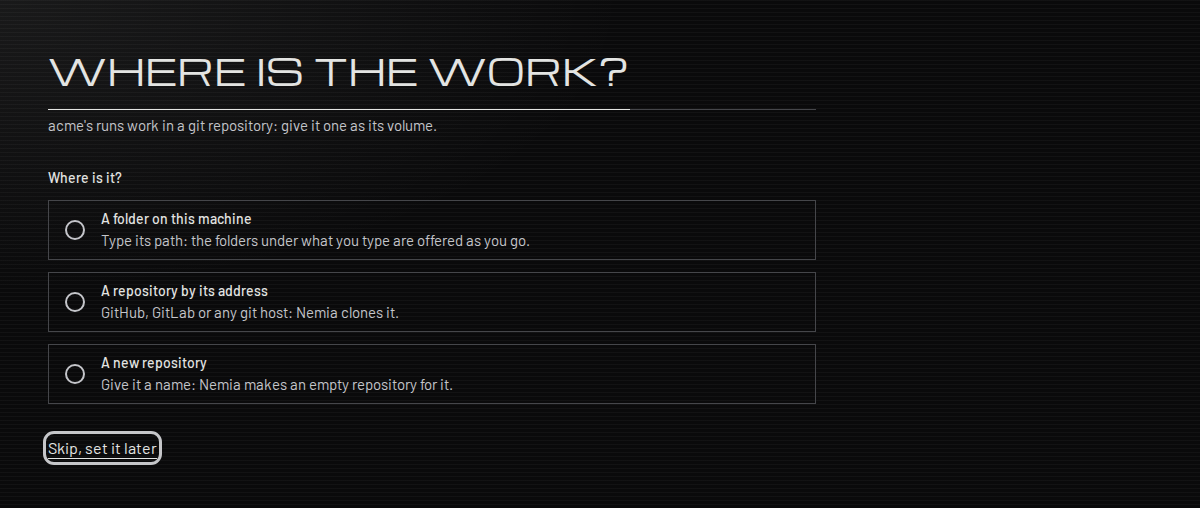 WHERE IS THE WORK?
acme's runs work in a git repository: give it one as its volume.
Where is it?
A folder on this machine
Type its path: the folders under what you type are offered as you go.
A repository by its address
GitHub, GitLab or any git host: Nemia clones it.
A new repository
Give it a name: Nemia makes an empty repository for it.
Skip, set it later